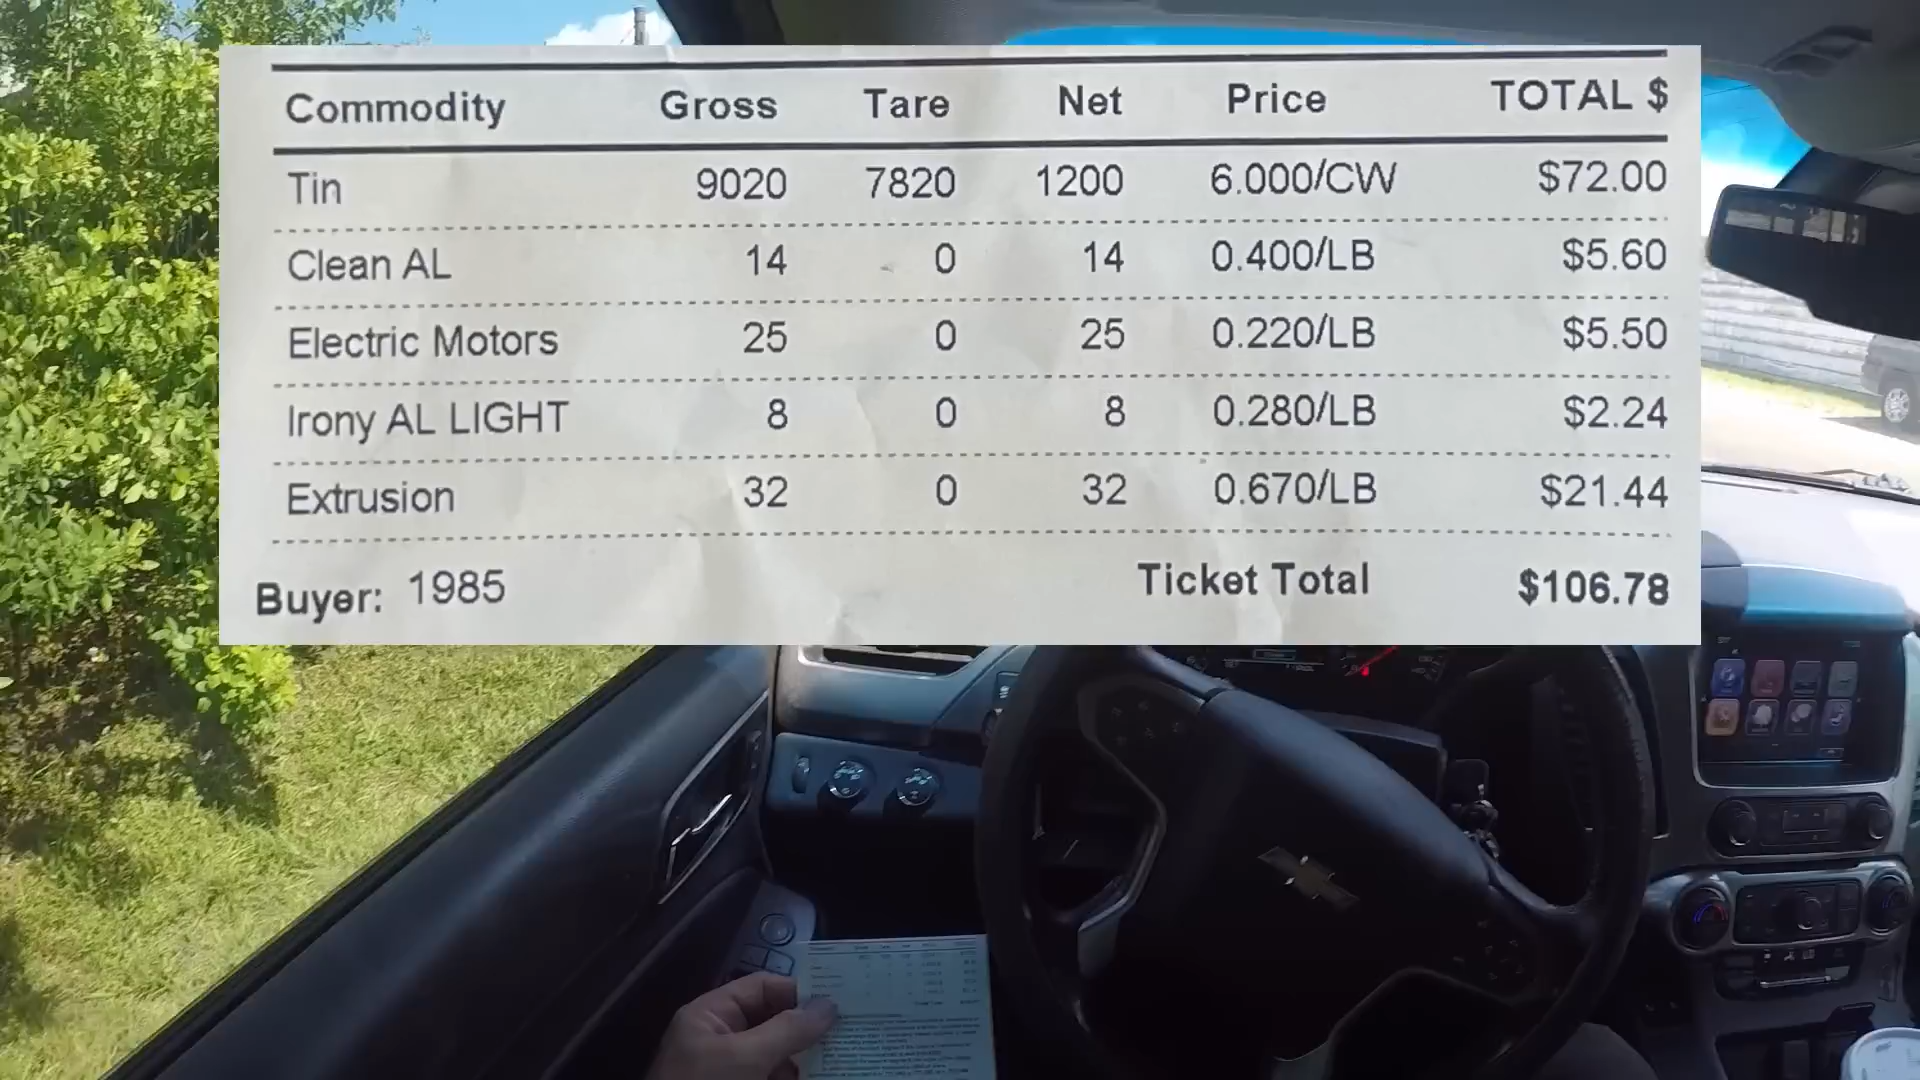 Commodity Gross Tare Net Price TOTAL $
Tin 9020 7820 1200 6.000/CW $72.00
Clean AL 14 0 14 0.400/LB $5.60
Electric Motors 25 0 25 0.220/LB $5.50
Irony AL LIGHT 8 0 8 0.280/LB $2.24
Extrusion 32 0 32 0.670/LB $21.44
Buyer: 1985 Ticket Total $106.78